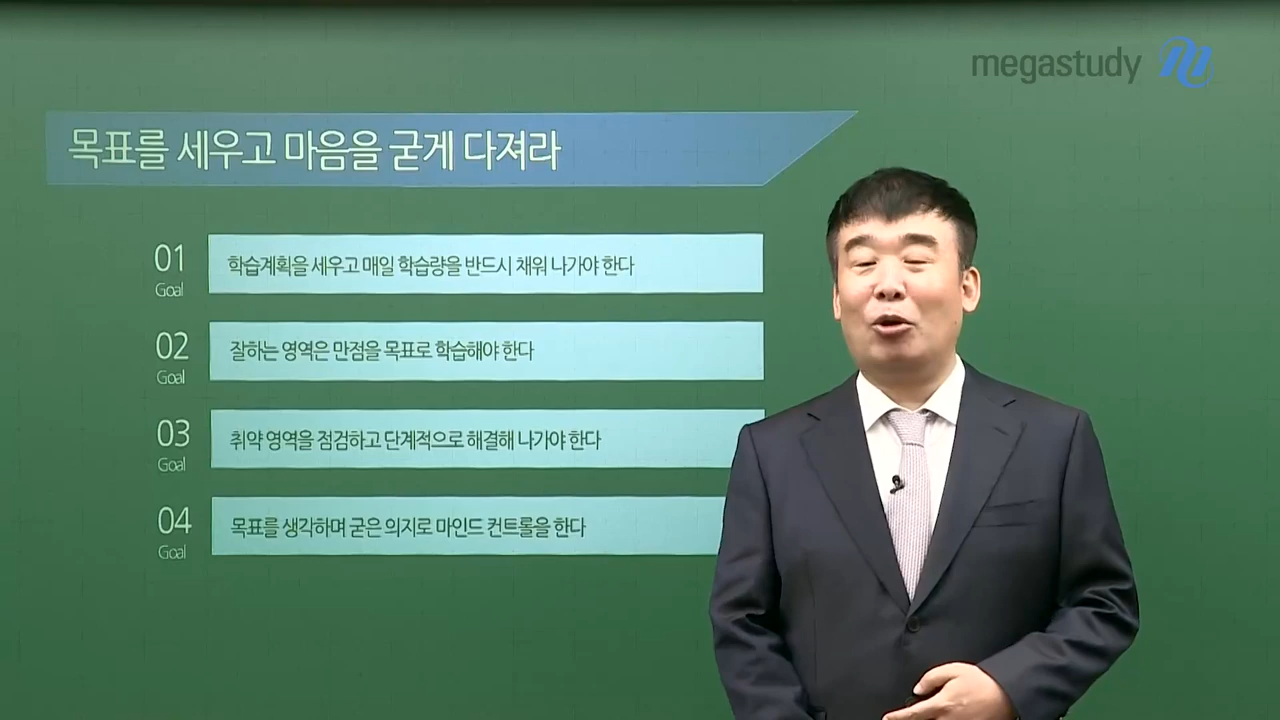 megastudy
목표를 세우고 마음을 굳게 다져라
01
Goal
학습계획을 세우고 매일 학습량을 반드시 채워 나가야 한다
02
Goal
잘하는 영역은 만점을 목표로 학습해야 한다
03
Goal
취약 영역을 점검하고 단계적으로 해결해 나가야 한다
04
Goal
목표를 생각하며 굳은 의지로 마인드 컨트롤을 한다